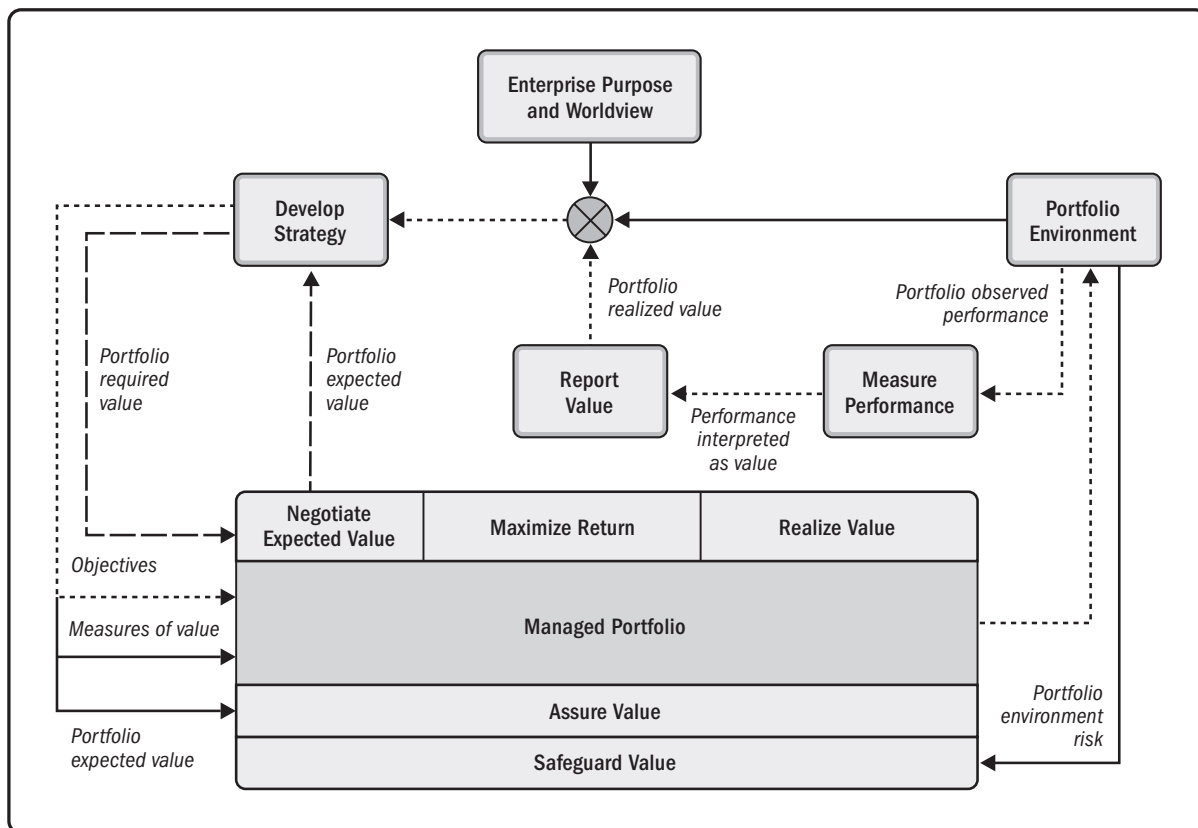 Enterprise Purpose
and Worldview
Develop
Strategy
Portfolio
Environment
Portfolio
realized value
Portfolio observed
performance
Portfolio
required
value
Portfolio
expected
value
Report
Value
Measure
Performance
Performance
interpreted
as value
Negotiate
Expected Value
Maximize Return
Realize Value
Objectives
Measures of value
Managed Portfolio
Portfolio
expected value
Assure Value
Safeguard Value
Portfolio
environment
risk